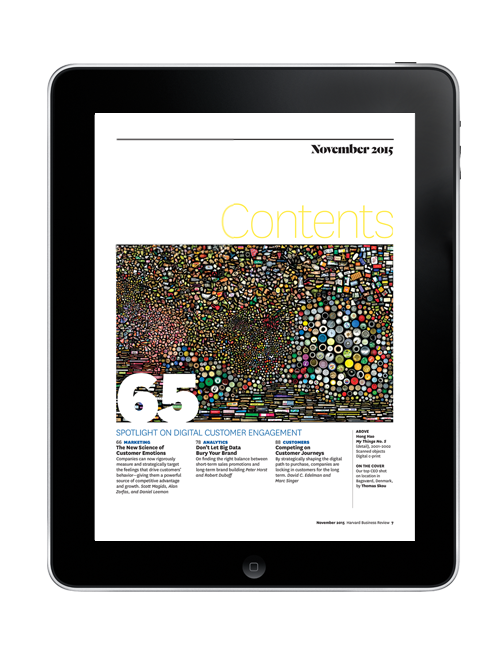 November 2015
Contents
65
SPOTLIGHT ON DIGITAL CUSTOMER ENGAGEMENT
66 MARKETING
The New Science of
Customer Emotions
Companies can now rigorously
measure and strategically target
the feelings that drive customers'
behavior—giving them a powerful
source of competitive advantage
and growth. Scott Magids, Alan
Zorfas, and Daniel Leemon
78 ANALYTICS
Don't Let Big Data
Bury Your Brand
On finding the right balance between
short-term sales promotions and
long-term brand building Peter Horst
and Robert Duboff
88 CUSTOMERS
Competing on
Customer Journeys
By strategically shaping the digital
path to purchase, companies are
locking in customers for the long
term. David C. Edelman and
Marc Singer
ABOVE
Hong Hao
My Things No. 5
(detail), 2001–2002
Scanned objects
Digital c-print
ON THE COVER
Our top CEO shot
on location in
Bagsværd, Denmark,
by Thomas Skou
November 2015 Harvard Business Review